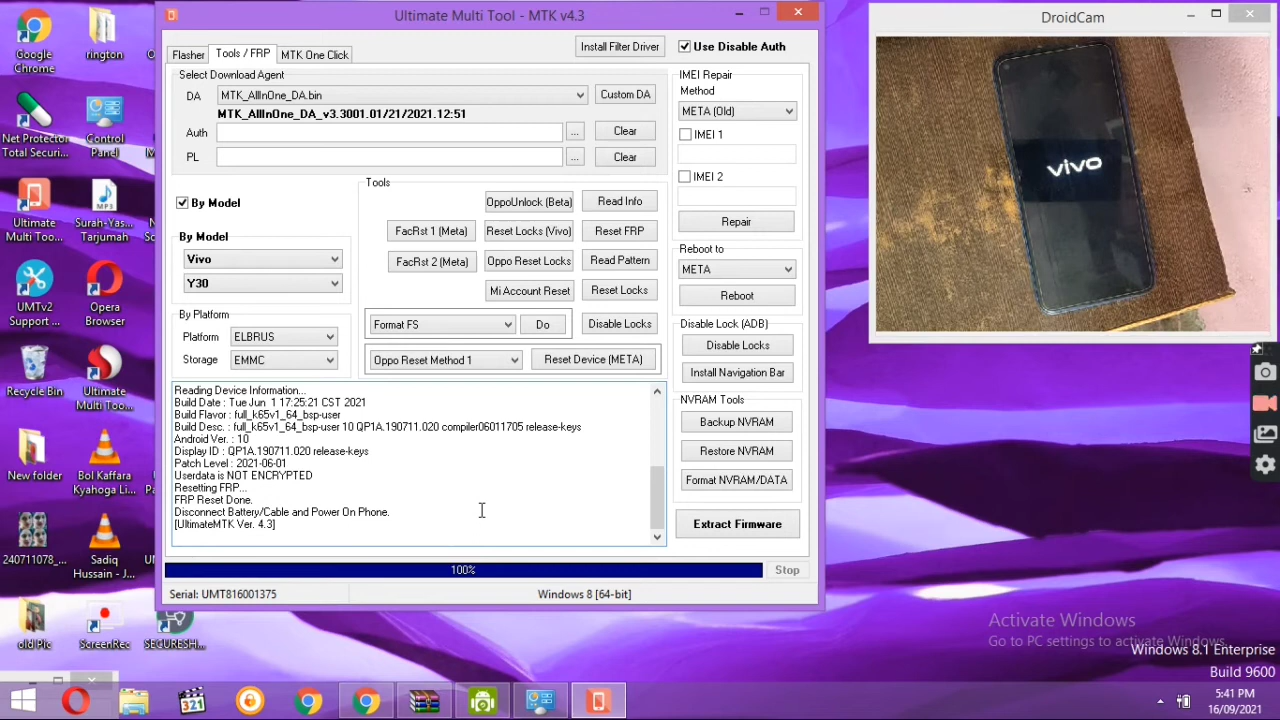 Google
Chrome
rington
Net Protector
Total Securi...
Control
Panel
Ultimate
Multi Too...
Surah-Yas...
Tarjumah
UMTv2
Support ...
Opera
Browser
Recycle Bin
Ultimate
Multi Too...
New folder
Bol Kaffara
Kyahoga Li...
240711078_...
Sadiq
Hussain - J...
old Pic
ScreenRec
SECURESH...
Ultimate Multi Tool - MTK v4.3
Flasher
Tools / FRP
MTK One Click
Install Filter Driver
Use Disable Auth
Select Download Agent
DA
MTK_AllInOne_DA.bin
Custom DA
MTK_AllInOne_DA_v3.3001.01/21/2021.12:51
Auth
...
Clear
PL
...
Clear
By Model
By Model
Vivo
Y30
By Platform
Platform
ELBRUS
Storage
EMMC
Tools
OppoUnlock (Beta)
Read Info
FacRst 1 (Meta)
Reset Locks (Vivo)
Reset FRP
FacRst 2 (Meta)
Oppo Reset Locks
Read Pattern
Mi Account Reset
Reset Locks
Format FS
Do
Disable Locks
Oppo Reset Method 1
Reset Device (META)
IMEI Repair
Method
META (Old)
IMEI 1
IMEI 2
Repair
Reboot to
META
Reboot
Disable Lock (ADB)
Disable Locks
Install Navigation Bar
NVRAM Tools
Backup NVRAM
Restore NVRAM
Format NVRAM/DATA
Extract Firmware
Reading Device Information...
Build Date : Tue Jun 1 17:25:21 CST 2021
Build Flavor : full_k65v1_64_bsp-user
Build Desc. : full_k65v1_64_bsp-user 10 QP1A.190711.020 compiler06011705 release-keys
Android Ver. : 10
Display ID : QP1A.190711.020 release-keys
Patch Level : 2021-06-01
Userdata is NOT ENCRYPTED
Resetting FRP...
FRP Reset Done.
Disconnect Battery/Cable and Power On Phone.
[UltimateMTK Ver. 4.3]
100%
Stop
Serial: UMT816001375
Windows 8 [64-bit]
DroidCam
vivo
Activate Windows
Go to PC settings to activate Windows.
Windows 8.1 Enterprise
Build 9600
321
5:41 PM
16/09/2021